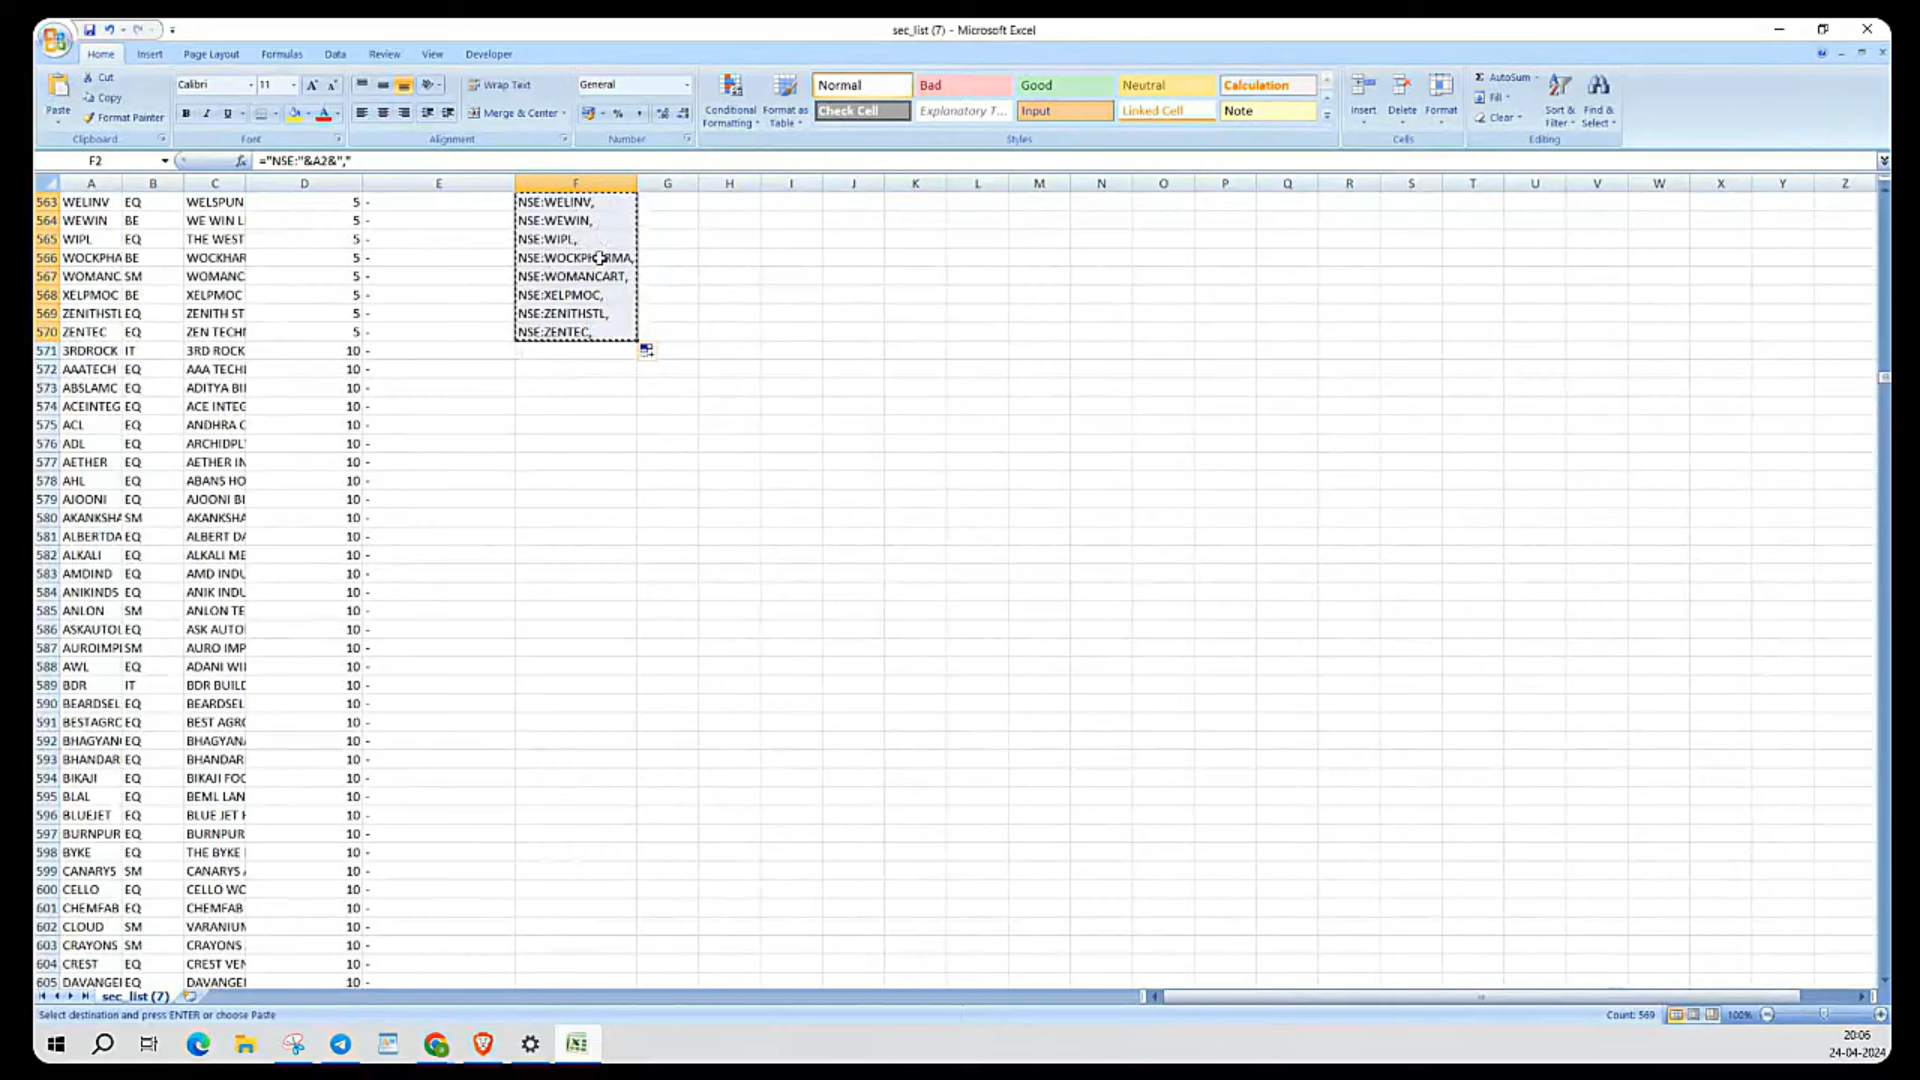 sec_list (7) - Microsoft Excel
Home Insert Page Layout Formulas Data Review View Developer
Paste Cut Copy Format Painter Clipboard
Calibri 11 Font
Wrap Text Merge & Center Alignment
General Number
Conditional Formatting Format as Table Normal Bad Good Neutral Calculation
Check Cell Explanatory T... Input Linked Cell Note Styles
Insert Delete Format Cells
AutoSum Fill Clear Sort & Filter Find & Select Editing
F2 fx ="NSE:"&A2&","
A B C D E F G H I J K L M N O P Q R S T U V W X Y Z
563 WELINV EQ WELSPUN 5 - NSE:WELINV,
564 WEWIN BE WE WIN L 5 - NSE:WEWIN,
565 WIPL EQ THE WEST 5 - NSE:WIPL,
566 WOCKPHA BE WOCKHAR 5 - NSE:WOCKPHARMA,
567 WOMANC SM WOMANC 5 - NSE:WOMANCART,
568 XELPMOC BE XELPMOC 5 - NSE:XELPMOC,
569 ZENITHSTL EQ ZENITH ST 5 - NSE:ZENITHSTL,
570 ZENTEC EQ ZEN TECH 5 - NSE:ZENTEC,
571 3RDROCK IT 3RD ROCK 10 -
572 AAATECH EQ AAA TECH 10 -
573 ABSLAMC EQ ADITYA BI 10 -
574 ACEINTEG EQ ACE INTEG 10 -
575 ACL EQ ANDHRA C 10 -
576 ADL EQ ARCHIDPL 10 -
577 AETHER EQ AETHER IN 10 -
578 AHL EQ ABANS HO 10 -
579 AJOONI EQ AJOONI BI 10 -
580 AKANKSHA SM AKANKSHA 10 -
581 ALBERTDA EQ ALBERT DA 10 -
582 ALKALI EQ ALKALI ME 10 -
583 AMDIND EQ AMD INDU 10 -
584 ANIKINDS EQ ANIK INDU 10 -
585 ANLON SM ANLON TE 10 -
586 ASKAUTOL EQ ASK AUTO 10 -
587 AUROIMP SM AURO IMP 10 -
588 AWL EQ ADANI WI 10 -
589 BDR IT BDR BUILD 10 -
590 BEARDSEL EQ BEARDSEL 10 -
591 BESTAGRO EQ BEST AGRO 10 -
592 BHAGYAN EQ BHAGYANA 10 -
593 BHANDAR EQ BHANDAR 10 -
594 BIKAJI EQ BIKAJI FOO 10 -
595 BLAL EQ BEML LAN 10 -
596 BLUEJET EQ BLUE JET H 10 -
597 BURNPUR EQ BURNPUR 10 -
598 BYKE EQ THE BYKE 10 -
599 CANARYS SM CANARYS A 10 -
600 CELLO EQ CELLO WO 10 -
601 CHEMFAB EQ CHEMFAB 10 -
602 CLOUD SM VARANIUM 10 -
603 CRAYONS SM CRAYONS 10 -
604 CREST EQ CREST VEN 10 -
605 DAVANGE EQ DAVANGE 10 -
sec_list (7)
Select destination and press ENTER or choose Paste Count: 569 100%
20:05
24-04-2024